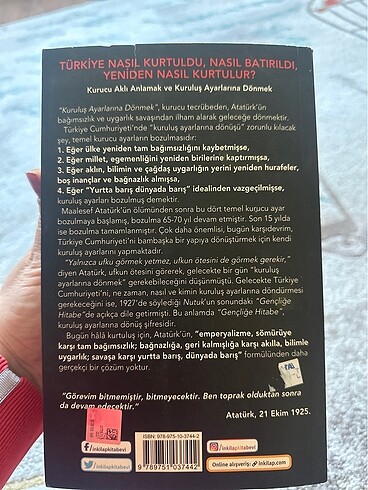 TÜRKİYE NASIL KURTULDU, NASIL BATIRILDI,
YENİDEN NASIL KURTULUR?
Kurucu Aklı Anlamak ve Kuruluş Ayarlarına Dönmek
"Kuruluş Ayarlarına Dönmek", kurucu tecrübeden, Atatürk'ün
bağımsızlık ve uygarlık savaşından ilham alarak geleceğe dönmektir.
Türkiye Cumhuriyeti'nde "kuruluş ayarlarına dönüşü" zorunlu kılacak
şey, temel kurucu ayarların bozulmasıdır:
1. Eğer ülke yeniden tam bağımsızlığını kaybetmişse,
2. Eğer millet, egemenliğini yeniden birilerine kaptırmışsa,
3. Eğer aklın, bilimin ve çağdaş uygarlığın yerini yeniden hurafeler,
boş inançlar ve bağnazlık almışsa,
4. Eğer "Yurtta barış dünyada barış" idealinden vazgeçilmişse,
kuruluş ayarları bozulmuş demektir.
Maalesef Atatürk'ün ölümünden sonra bu dört temel kurucu ayar
bozulmaya başlamış, bozulma 65-70 yıl devam etmiştir. Son 15 yılda
ise bozulma tamamlanmıştır. Çok daha önemlisi, bugün karşıdevrim,
Türkiye Cumhuriyeti'ni bambaşka bir yapıya dönüştürmek için kendi
kuruluş ayarlarını yapmaktadır.
"Yalnızca ufku görmek yetmez, ufkun ötesini de görmek gerekir,"
diyen Atatürk, ufkun ötesini görerek, gelecekte bir gün "kuruluş
ayarlarına dönmek" gerekebileceğini düşünmüştü. Gelecekte Türkiye
Cumhuriyeti'ni, ne zaman, nasıl ve kimin kuruluş ayarlarına döndürmesi
gerekeceğini ise, 1927'de söylediği Nutuk'un sonundaki "Gençliğe
Hitabe"de açıkça dile getirmişti. Bu anlamda "Gençliğe Hitabe",
kuruluş ayarlarına dönüş şifresidir.
Bugün hâlâ kurtuluş için, Atatürk'ün, "emperyalizme, sömürüye
karşı tam bağımsızlık; bağnazlığa, geri kalmışlığa karşı akılla, bilimle
uygarlık; savaşa karşı yurtta barış, dünyada barış" formülünden daha
gerçekçi bir çözüm yoktur.
"Görevim bitmemiştir, bitmeyecektir. Ben toprak olduktan sonra
da devam edecektir."
Atatürk, 21 Ekim 1925.
/inkilapkitabevi
/inkilapkitabevi
ISBN: 978-975-10-3744-2
9789751037442
/inkilapkitabevi
Online alışveriş: inkilap.com